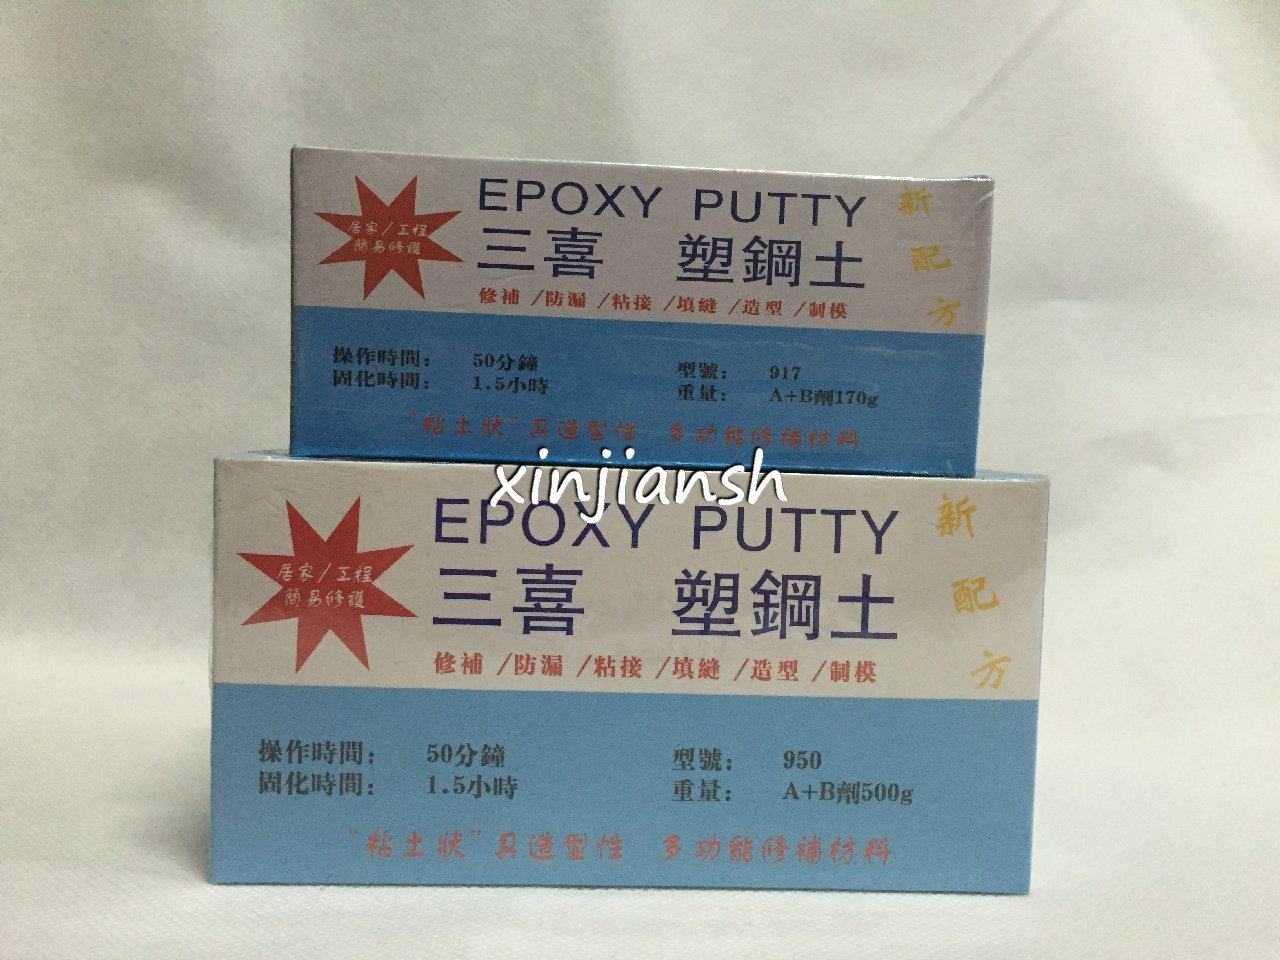 居家/工程
簡易修護
EPOXY PUTTY
三喜 塑鋼土
修補/防漏/粘接/填縫/造型/制模
新配方
操作時間： 50分鐘
固化時間： 1.5小時
型號： 917
重量： A+B劑170g
"粘土狀"具造型性 多功能修補材料
xinjiansh
居家/工程
簡易修護
EPOXY PUTTY
三喜 塑鋼土
修補/防漏/粘接/填縫/造型/制模
新配方
操作時間： 50分鐘
固化時間： 1.5小時
型號： 950
重量： A+B劑500g
"粘土狀"具造型性 多功能修補材料